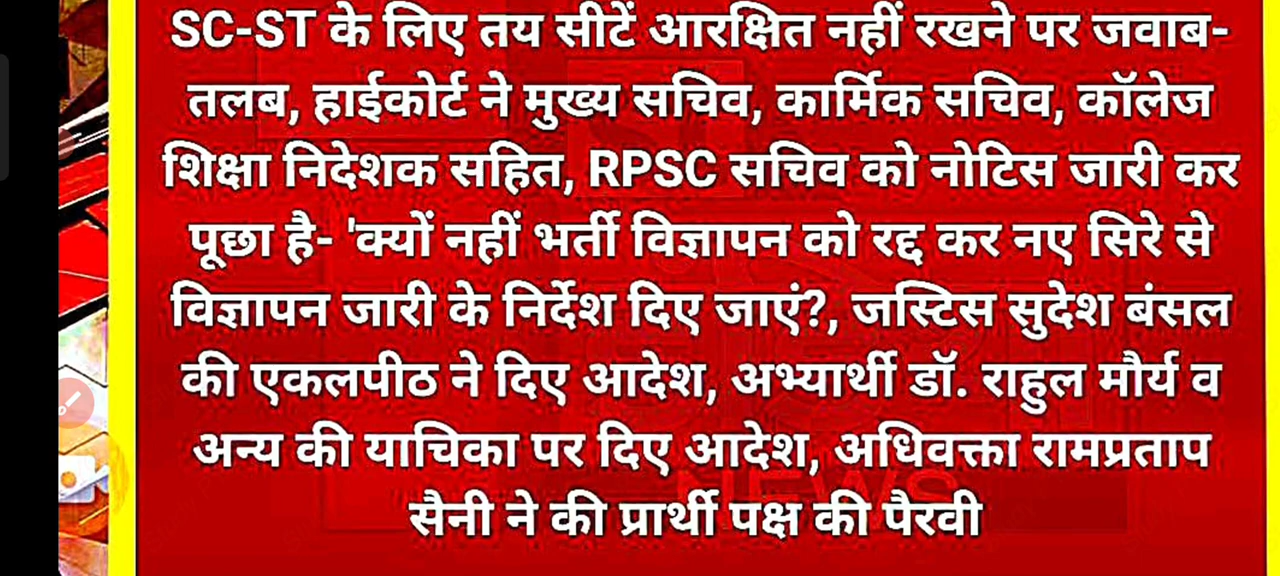 SC-ST के लिए तय सीटें आरक्षित नहीं रखने पर जवाब-
तलब, हाईकोर्ट ने मुख्य सचिव, कार्मिक सचिव, कॉलेज
शिक्षा निदेशक सहित, RPSC सचिव को नोटिस जारी कर
पूछा है- 'क्यों नहीं भर्ती विज्ञापन को रद्द कर नए सिरे से
विज्ञापन जारी के निर्देश दिए जाएं?, जस्टिस सुदेश बंसल
की एकलपीठ ने दिए आदेश, अभ्यार्थी डॉ. राहुल मौर्य व
अन्य की याचिका पर दिए आदेश, अधिवक्ता रामप्रताप
NEWS
सैनी ने की प्रार्थी पक्ष की पैरवी